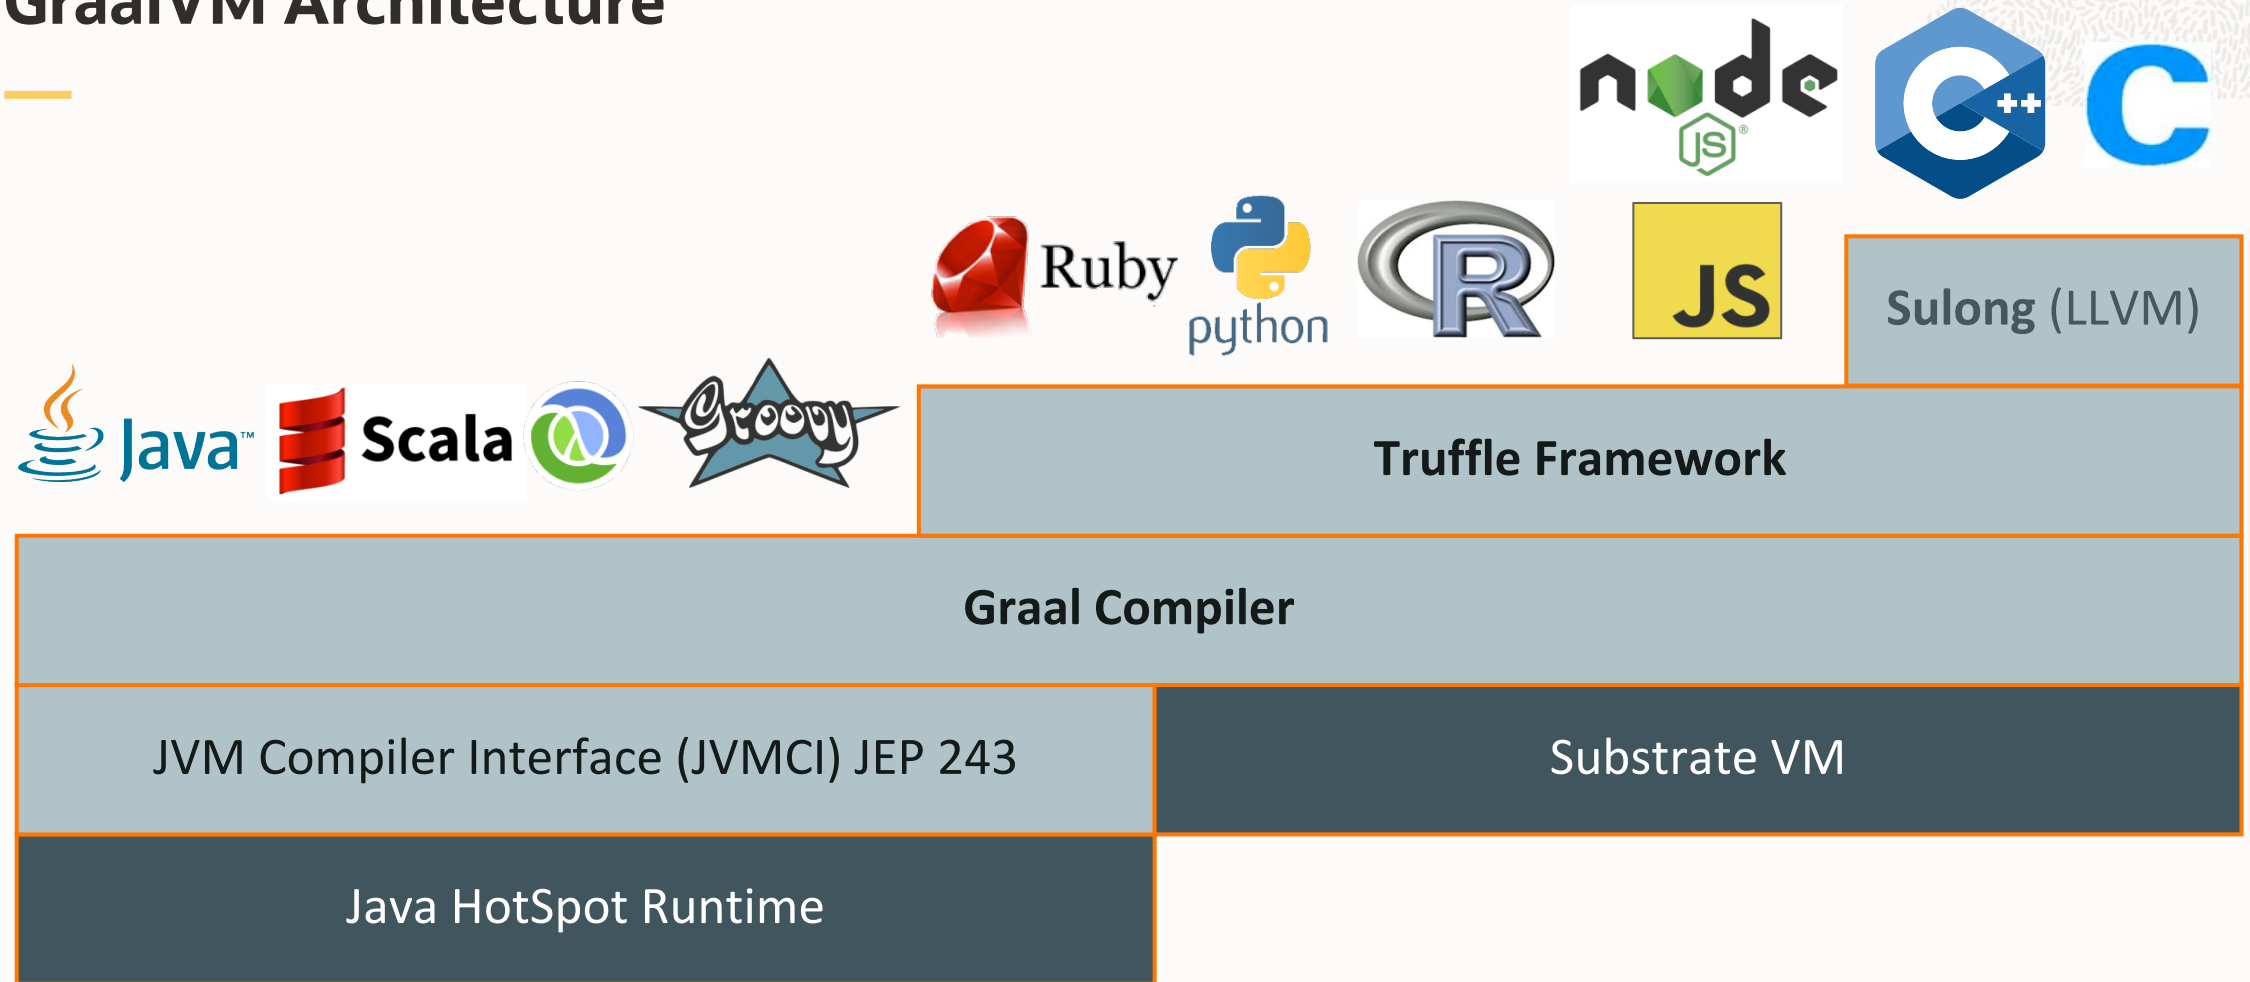 GraalVM Architecture
node
JS®
C++
C
Ruby
python
R
JS
Sulong (LLVM)
Java™
Scala
Groovy
Truffle Framework
Graal Compiler
JVM Compiler Interface (JVMCI) JEP 243
Substrate VM
Java HotSpot Runtime